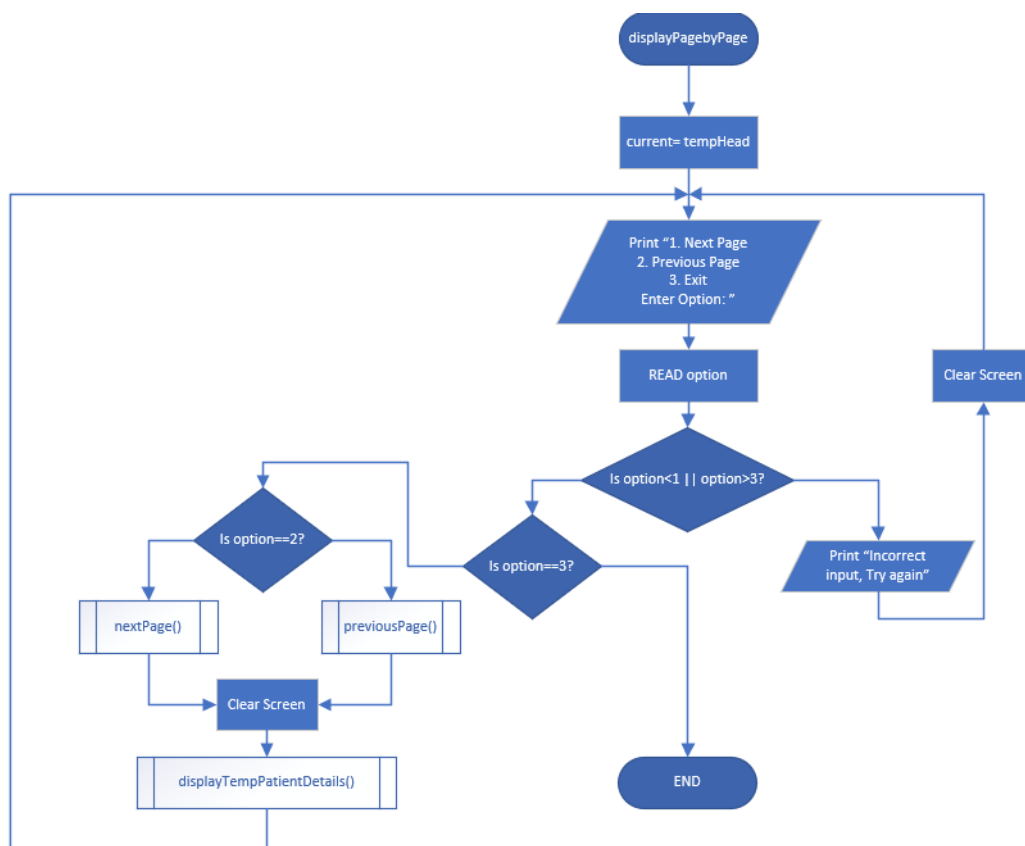 displayPagebyPage
current= tempHead
Print “1. Next Page
2. Previous Page
3. Exit
Enter Option: ”
READ option
Clear Screen
Is option<1 || option>3?
Is option==2?
Is option==3?
Print “Incorrect
input, Try again”
nextPage()
previousPage()
Clear Screen
displayTempPatientDetails()
END